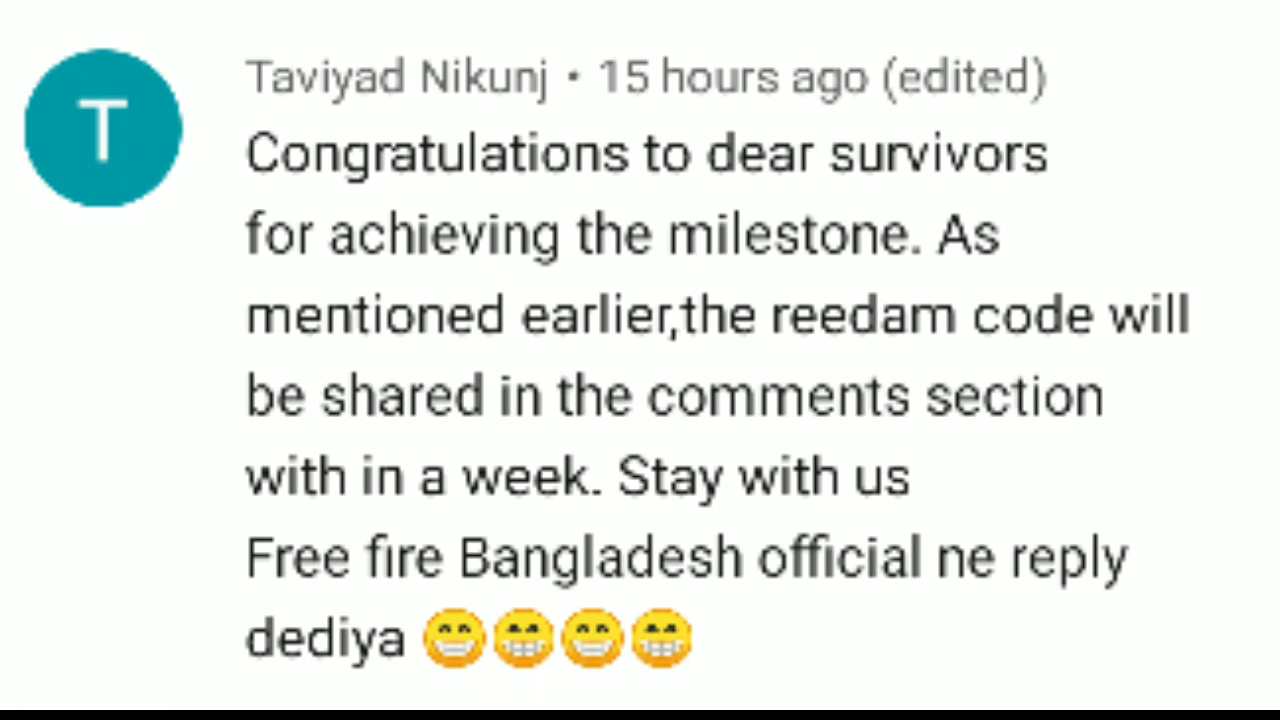 T
Taviyad Nikunj • 15 hours ago (edited)
Congratulations to dear survivors
for achieving the milestone. As
mentioned earlier,the reedam code will
be shared in the comments section
with in a week. Stay with us
Free fire Bangladesh official ne reply
dediya 😁😁😁😁